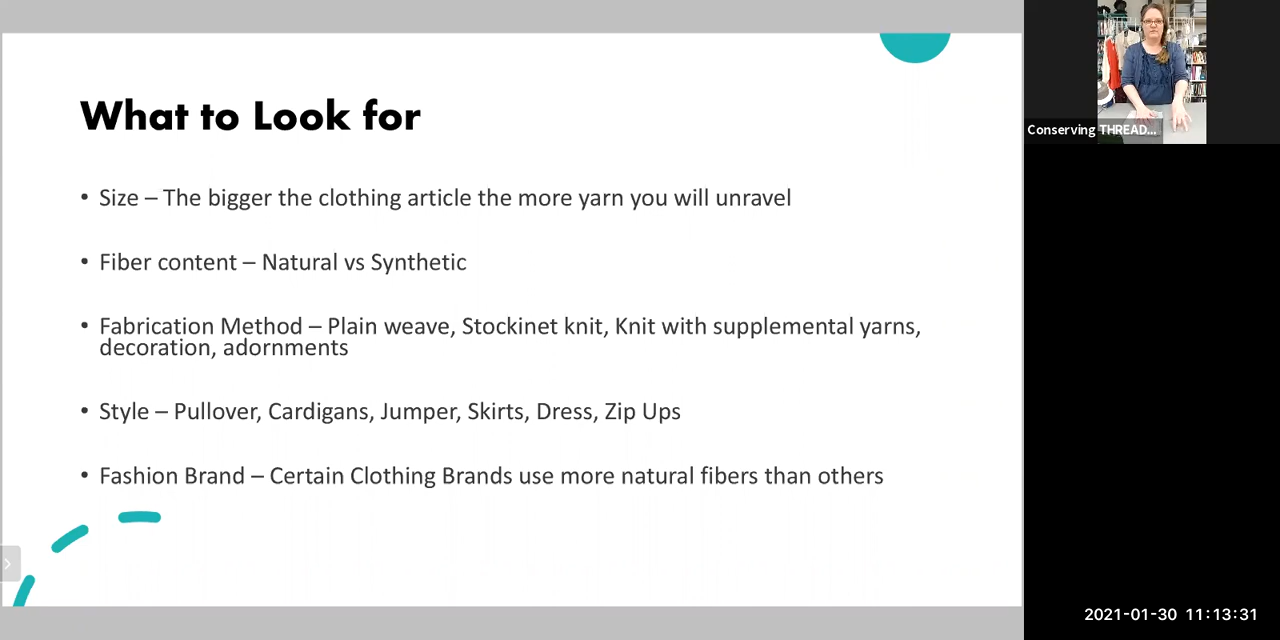 What to Look for
• Size – The bigger the clothing article the more yarn you will unravel
• Fiber content – Natural vs Synthetic
• Fabrication Method – Plain weave, Stockinet knit, Knit with supplemental yarns,
decoration, adornments
• Style – Pullover, Cardigans, Jumper, Skirts, Dress, Zip Ups
• Fashion Brand – Certain Clothing Brands use more natural fibers than others
Conserving THREAD...
2021-01-30 11:13:31